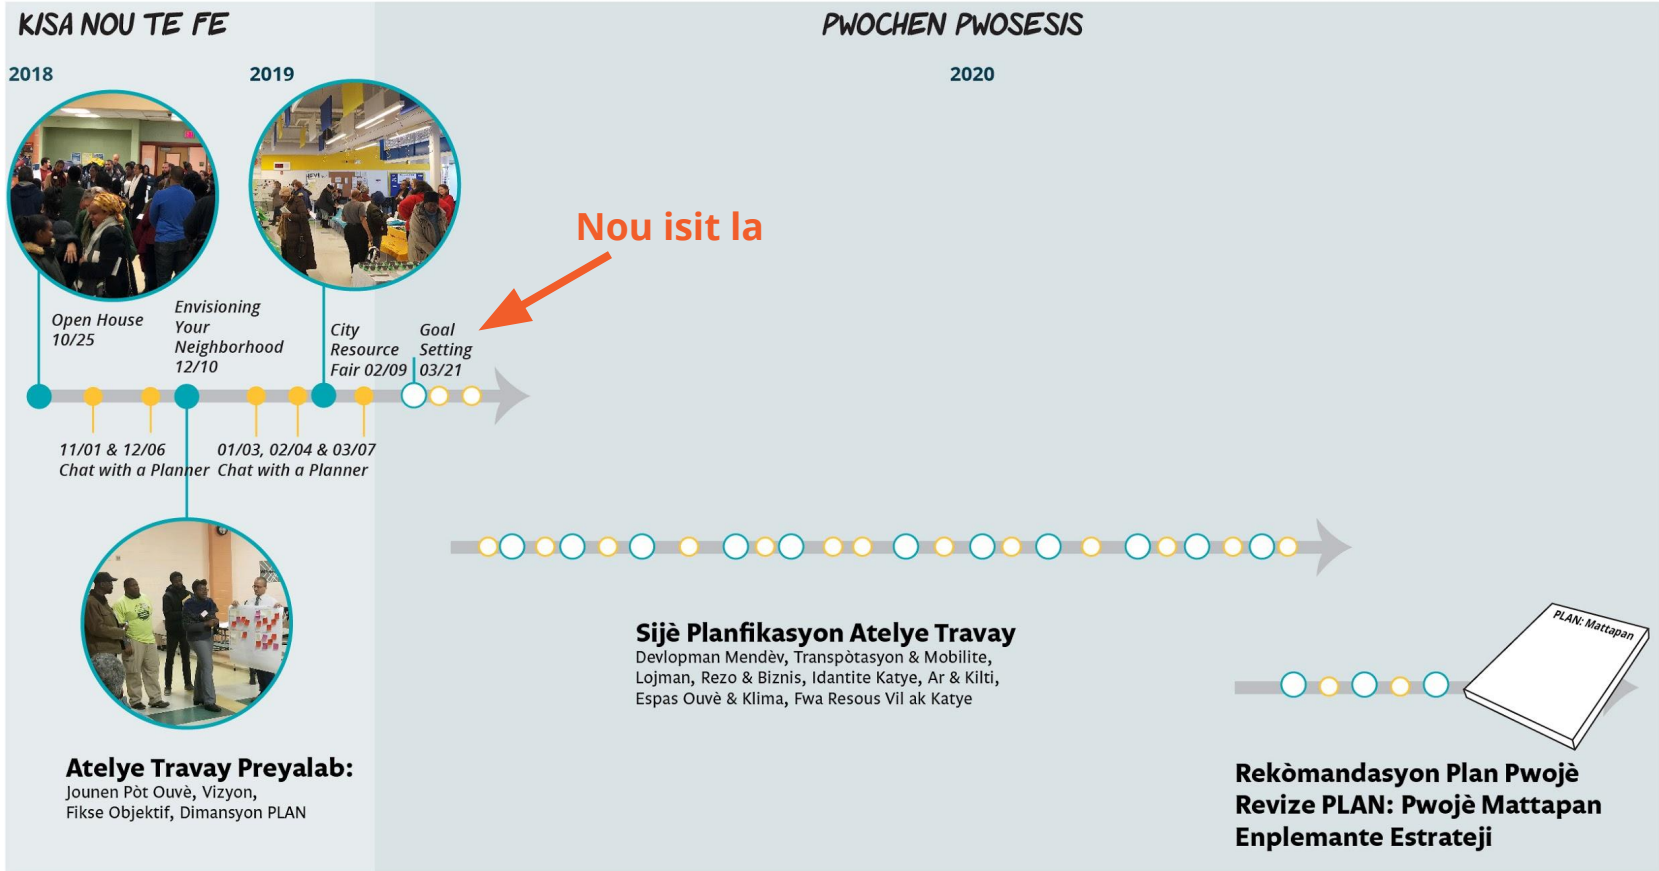 KISA NOU TE FE
PWOCHEN PWOSESIS
2018
2019
2020
Nou isit la
Open House
10/25
Envisioning
Your
Neighborhood
12/10
City
Resource
Fair 02/09
Goal
Setting
03/21
11/01 & 12/06
Chat with a Planner
01/03, 02/04 & 03/07
Chat with a Planner
Sijè Planfikasyon Atelye Travay
Devlopman Mendèv, Transpòtasyon & Mobilite,
Lojman, Rezo & Biznis, Idantite Katye, Ar & Kilti,
Espas Ouvè & Klima, Fwa Resous Vil ak Katye
PLAN: Mattapan
Atelye Travay Preyalab:
Jounen Pòt Ouvè, Vizyon,
Fikse Objektif, Dimansyon PLAN
Rekòmandasyon Plan Pwojè
Revize PLAN: Pwojè Mattapan
Enplemante Estrateji